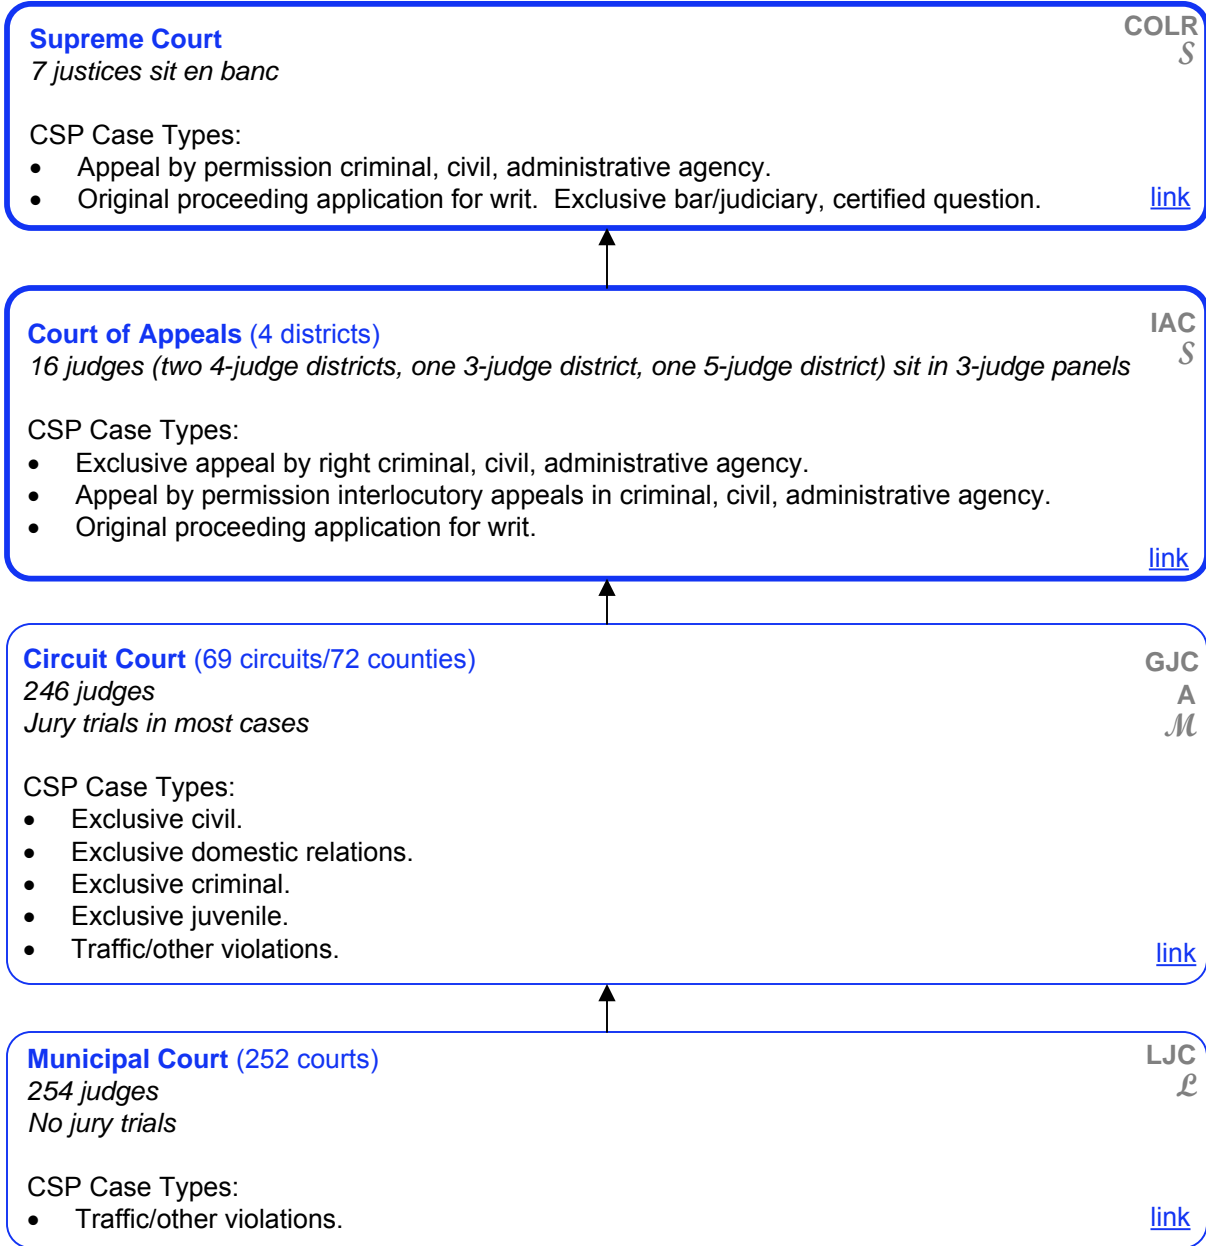 Supreme Court
COLR
7 justices sit en banc
S
CSP Case Types:
• Appeal by permission criminal, civil, administrative agency.
• Original proceeding application for writt. Exclusive bar/judiciary, certified question.
link
Court of Appeals (4 districts)
IAC
16 judges (two 4-judge districts, one 3-judge district, one 5-judge district) sit in 3-judge panels
S
CSP Case Types:
• Exclusive appeal by right criminal, civil, administrative agency.
• Appeal by permission interlocutory appeals in criminal, civil, administrative agency.
• Original proceeding application for writ.
link
Circuit Court (69 circuits/72 counties)
GJC
246 judges
A
Jury trials in most cases
M
CSP Case Types:
• Exclusive civil.
• Exclusive domestic relations.
• Exclusive criminal.
• Exclusive juvenile.
• Traffic/other violations.
link
Municipal Court (252 courts)
LJC
254 judges
L
No jury trials
CSP Case Types:
• Traffic/other violations.
link